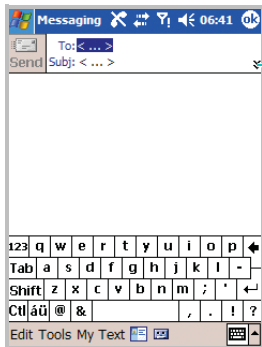 Messaging 06:41 ok
To: < ... >
Send Subj: < ... >
123 q w e r t y u i o p
Tab a s d f g h j k l -
Shift z x c v b n m ; '
Ctl áü @ & , . ! ?
Edit Tools My Text